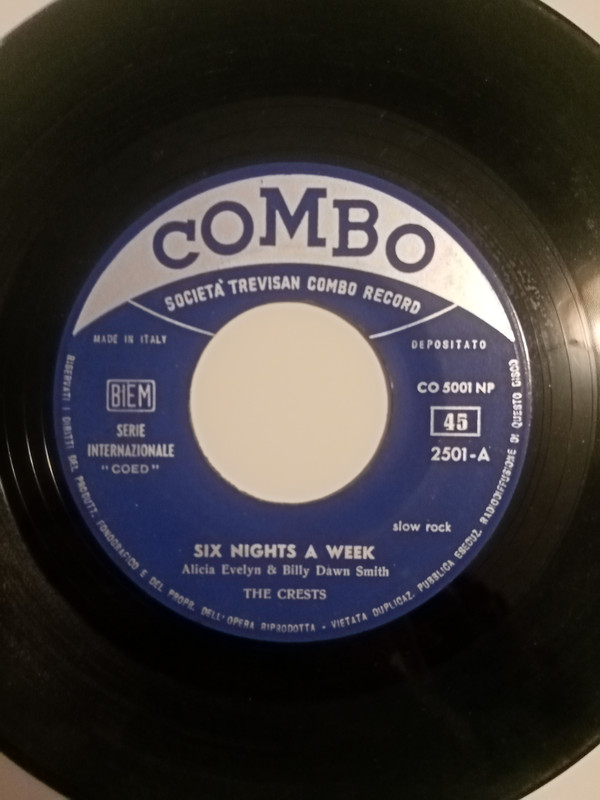 COMBO
SOCIETÀ TREVISAN COMBO RECORD
MADE IN ITALY
DEPOSITATO
BIEM
SERIE
INTERNAZIONALE
"COED"
CO 5001 NP
45
2501-A
slow rock
SIX NIGHTS A WEEK
Alicia Evelyn & Billy Dawn Smith
THE CRESTS
RISERVATI I DIRITTI DEL PRODUTT. FONOGRAFICO E DEL PROPR. DELL'OPERA RIPRODOTTA - VIETATA DUPLICAZ. PUBBLICA ESECUZ. RADIODIFFUSIONE DI QUESTO DISCO